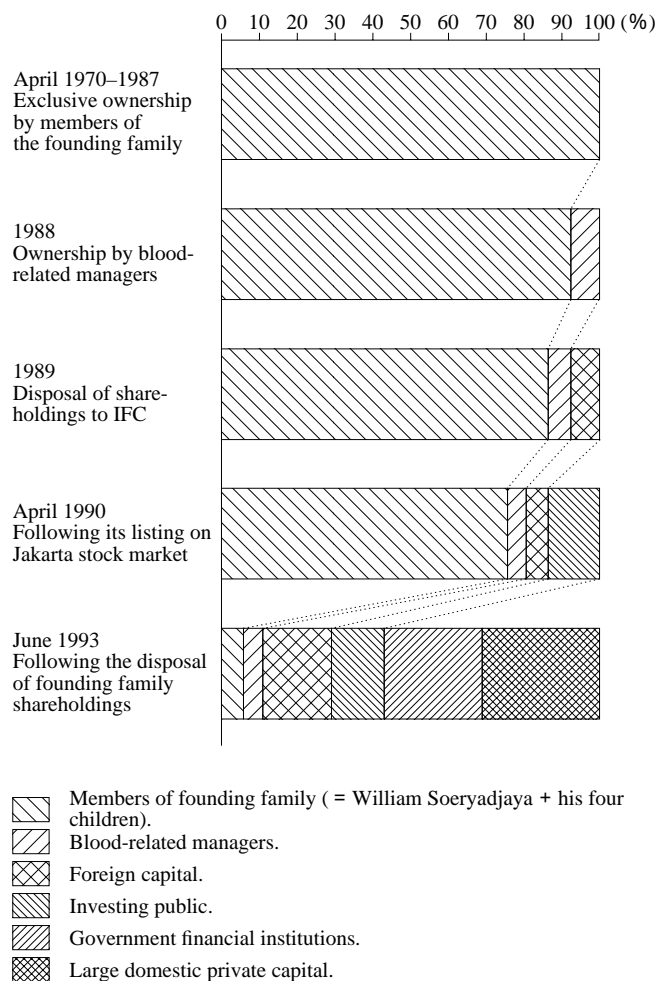 0 10 20 30 40 50 60 70 80 90 100 (%)
April 1970–1987
Exclusive ownership
by members of
the founding family
1988
Ownership by blood-
related managers
1989
Disposal of share-
holdings to IFC
April 1990
Following its listing on
Jakarta stock market
June 1993
Following the disposal
of founding family
shareholdings
Members of founding family ( = William Soeryadjaya + his four
children).
Blood-related managers.
Foreign capital.
Investing public.
Government financial institutions.
Large domestic private capital.